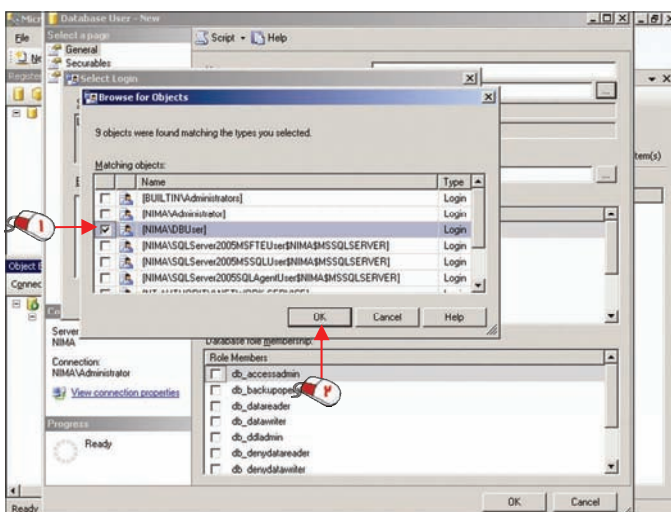 Micr
Database User - New
File
Select a page
General
Securables
Script
Help
Select Login
Browse for Objects
9 objects were found matching the types you selected.
tem(s)
Matching objects:
Name Type
[BUILTIN\Administrators] Login
[NIMA\Administrator] Login
۱
[NIMA\DBUser] Login
[NIMA\SQLServer2005MSFTEUser$NIMA$MSSQLSERVER] Login
[NIMA\SQLServer2005MSSQLUser$NIMA$MSSQLSERVER] Login
[NIMA\SQLServer2005SQLAgentUser$NIMA$MSSQLSERVER] Login
Object E
Connec
OK Cancel Help
Server
NIMA
Database role membership:
Connection:
NIMA\Administrator
Role Members
db_accessadmin
View connection properties
۲
db_datareader
db_datawriter
Progress
db_ddladmin
Ready
db_denydatareader
db_denydatawriter
OK Cancel
Ready